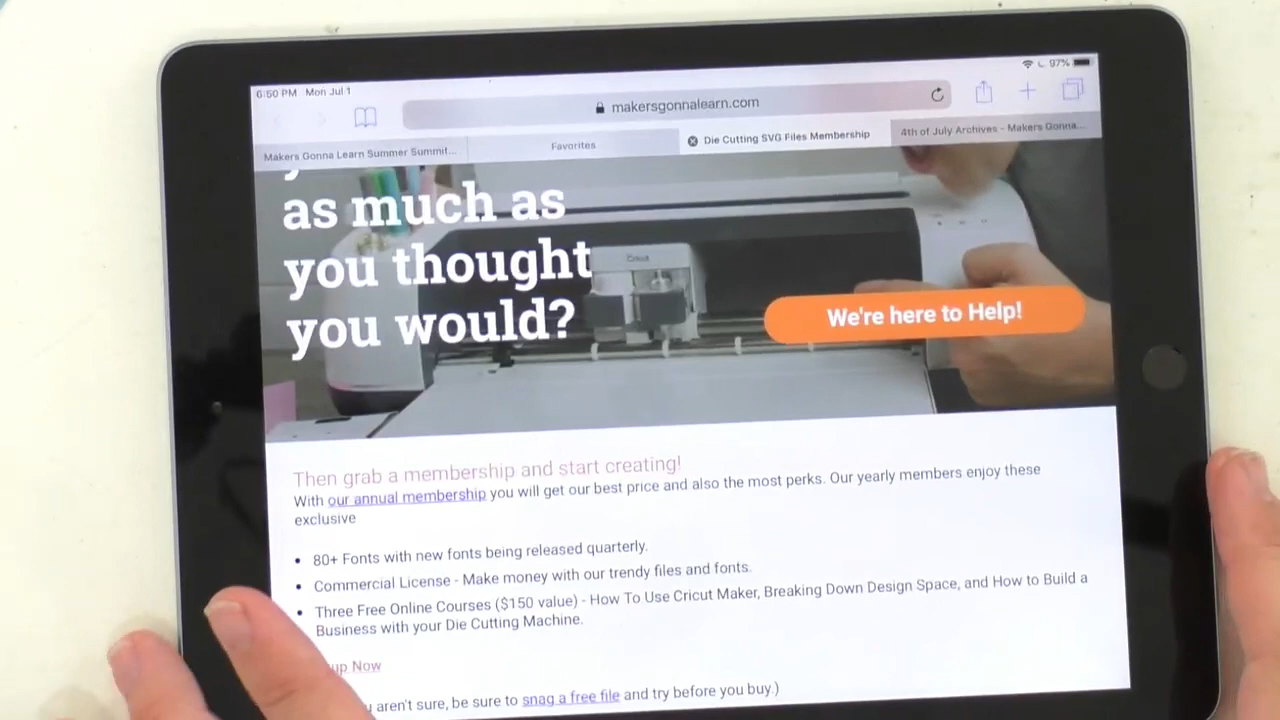 6:50 PM Mon Jul 1
97%
makersgonnalearn.com
Makers Gonna Learn Summer Summit...
Favorites
Die Cutting SVG Files Membership
4th of July Archives - Makers Gonna...
as much as
you thought
you would?
cricut
We're here to Help!
Then grab a membership and start creating!
With our annual membership you will get our best price and also the most perks. Our yearly members enjoy these
exclusive
• 80+ Fonts with new fonts being released quarterly.
• Commercial License - Make money with our trendy files and fonts.
• Three Free Online Courses ($150 value) - How To Use Cricut Maker, Breaking Down Design Space, and How to Build a
Business with your Die Cutting Machine.
up Now
aren't sure, be sure to snag a free file and try before you buy.)